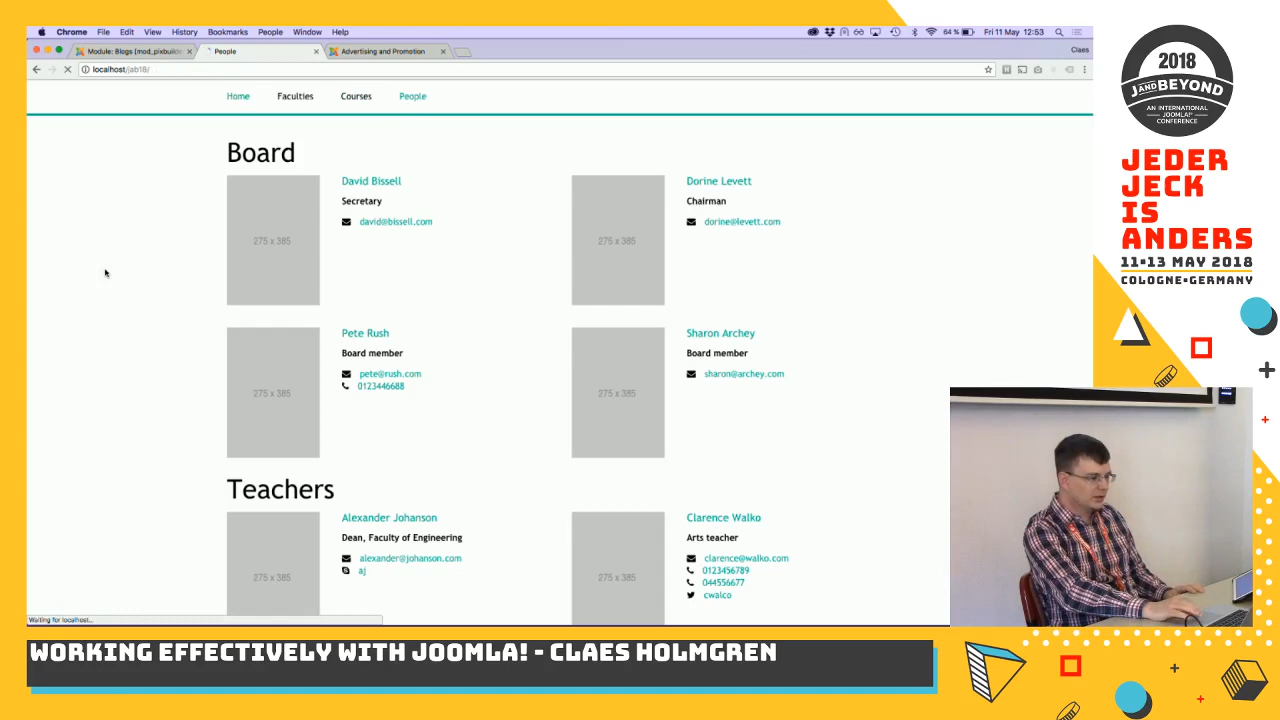 Chrome File Edit View History Bookmarks People Window Help
64 % Fri 11 May 12:53
Module: Blogs (mod_pixbuilde
People
Advertising and Promotion
Claes
localhost/jab18/
Home Faculties Courses People
Board
David Bissell
Secretary
david@bissell.com
275 x 385
Dorine Levett
Chairman
dorine@levett.com
275 x 385
Pete Rush
Board member
pete@rush.com
0123446688
275 x 385
Sharon Archey
Board member
sharon@archey.com
275 x 385
Teachers
Alexander Johanson
Dean, Faculty of Engineering
alexander@johanson.com
aj
275 x 385
Clarence Walko
Arts teacher
clarence@walko.com
0123456789
044556677
cwalco
275 x 385
Waiting for localhost...
2018
J AND BEYOND
AN INTERNATIONAL
JOOMLA!
CONFERENCE
JEDER
JECK
IS
ANDERS
11-13 MAY 2018
COLOGNE-GERMANY
WORKING EFFECTIVELY WITH JOOMLA! - CLAES HOLMGREN